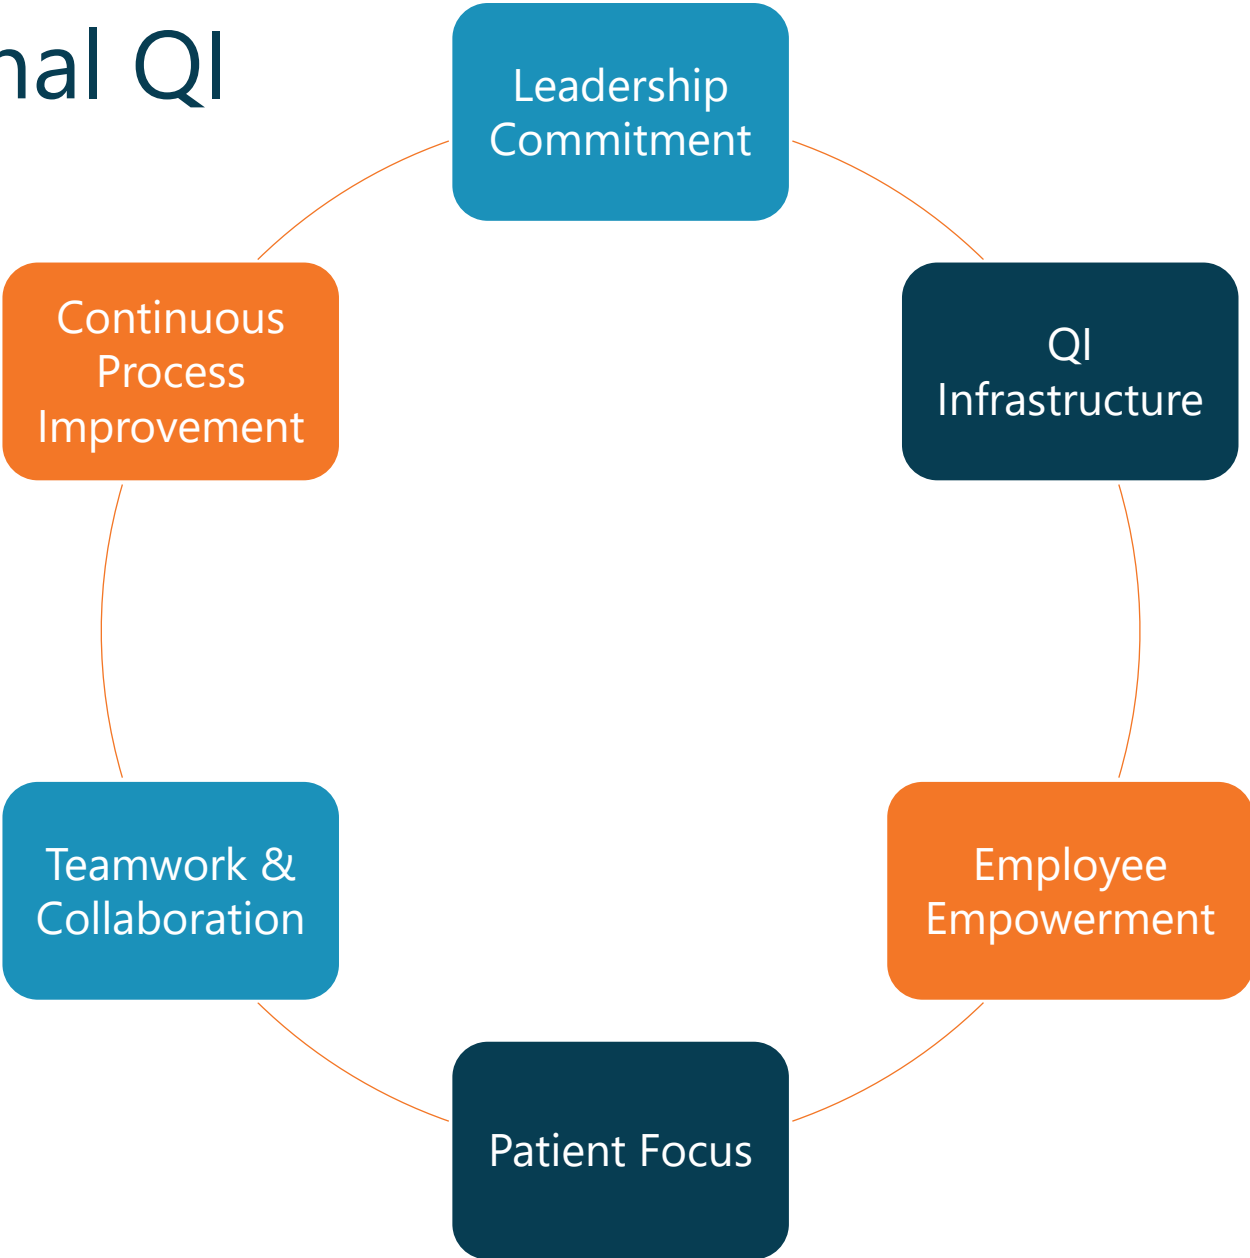 nal QI
Leadership
Commitment
QI
Infrastructure
Employee
Empowerment
Patient Focus
Teamwork &
Collaboration
Continuous
Process
Improvement